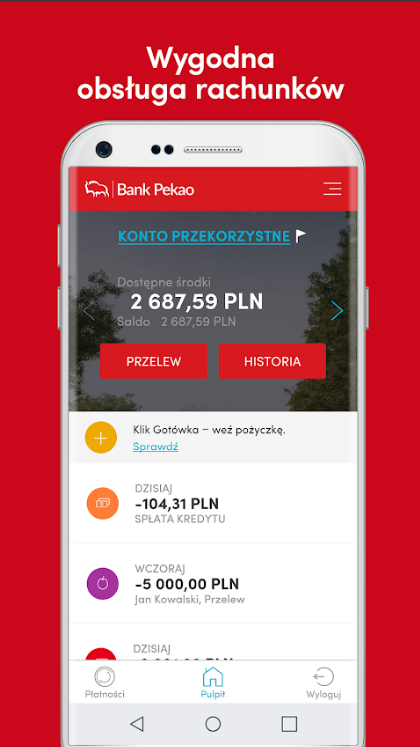 Wygodna
obsługa rachunków
Bank Pekao
KONTO PRZEKORZYSTNE
Dostępne środki
2 687,59 PLN
Saldo 2 687,59 PLN
PRZELEW
HISTORIA
Klik Gotówka – weź pożyczkę.
Sprawdź
DZISIAJ
-104,31 PLN
SPŁATA KREDYTU
WCZORAJ
-5 000,00 PLN
Jan Kowalski, Przelew
DZISIAJ
Płatności
Pulpit
Wyloguj